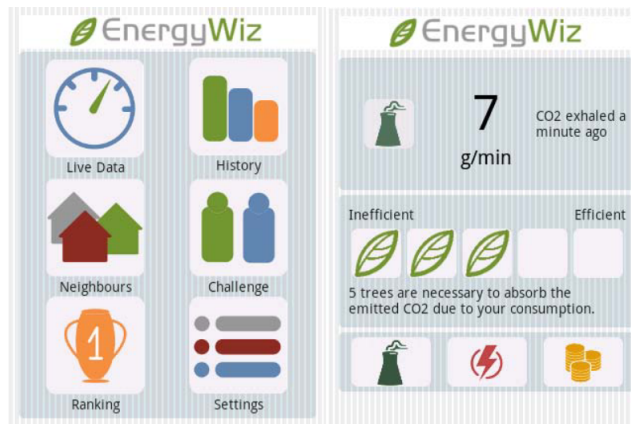 EnergyWiz
Live Data
History
Neighbours
Challenge
1
Ranking
Settings
EnergyWiz
7
g/min
CO2 exhaled a
minute ago
Inefficient
Efficient
5 trees are necessary to absorb the
emitted CO2 due to your consumption.